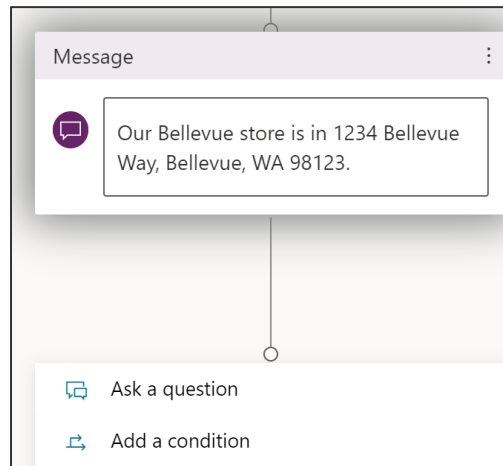 Message
Our Bellevue store is in 1234 Bellevue
Way, Bellevue, WA 98123.
Ask a question
Add a condition